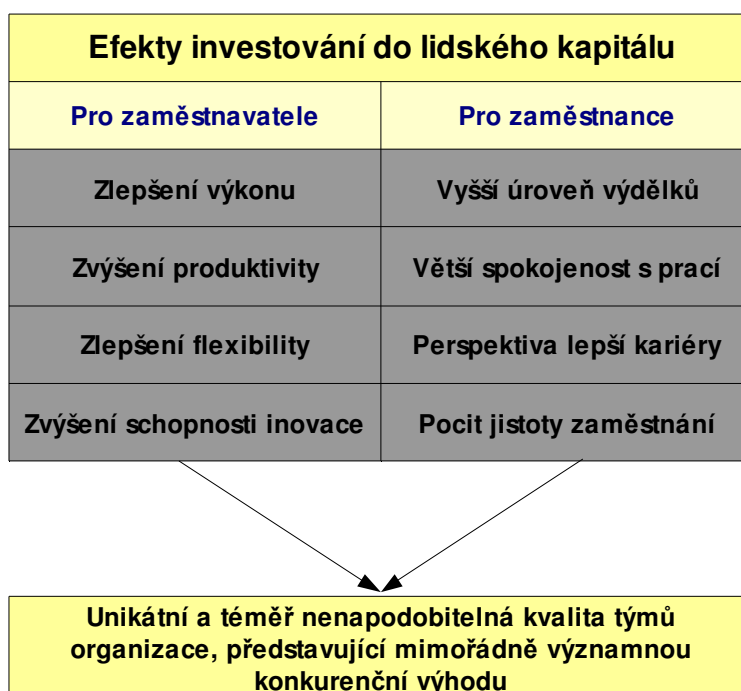 Efekty investování do lidského kapitálu
Pro zaměstnavatele
Pro zaměstnance
Zlepšení výkonu
Vyšší úroveň výdělků
Zvýšení produktivity
Větší spokojenost s prací
Zlepšení flexibility
Perspektiva lepší kariéry
Zvýšení schopnosti inovace
Pocit jistoty zaměstnání
Unikátní a téměř nenapodobitelná kvalita týmů
organizace, představující mimořádně významnou
konkurenční výhodu